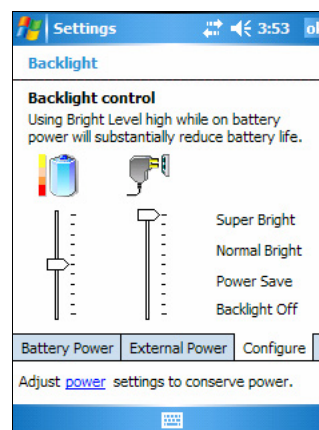 Settings 3:53 o
Backlight
Backlight control
Using Bright Level high while on battery
power will substantially reduce battery life.
Super Bright
Normal Bright
Power Save
Backlight Off
Battery Power External Power Configure
Adjust power settings to conserve power.